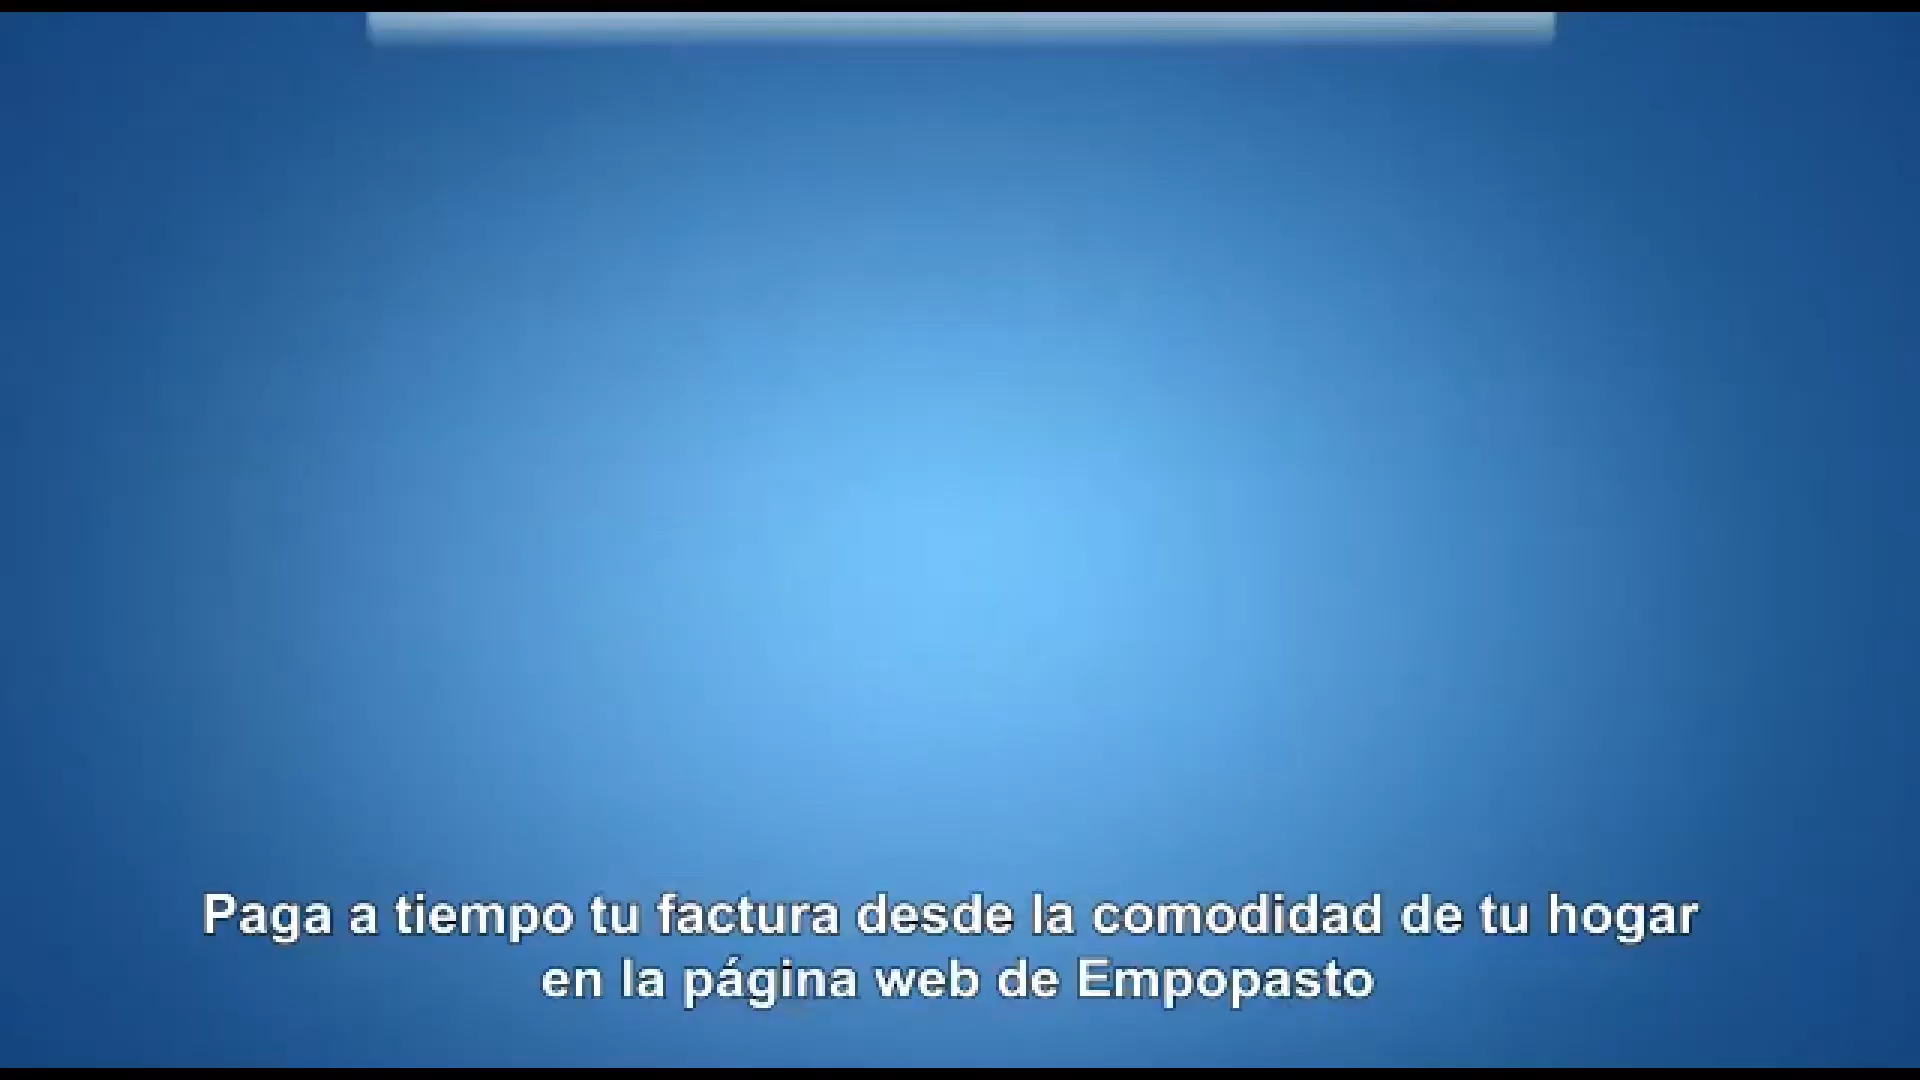 Paga a tiempo tu factura desde la comodidad de tu hogar
en la página web de Empopasto